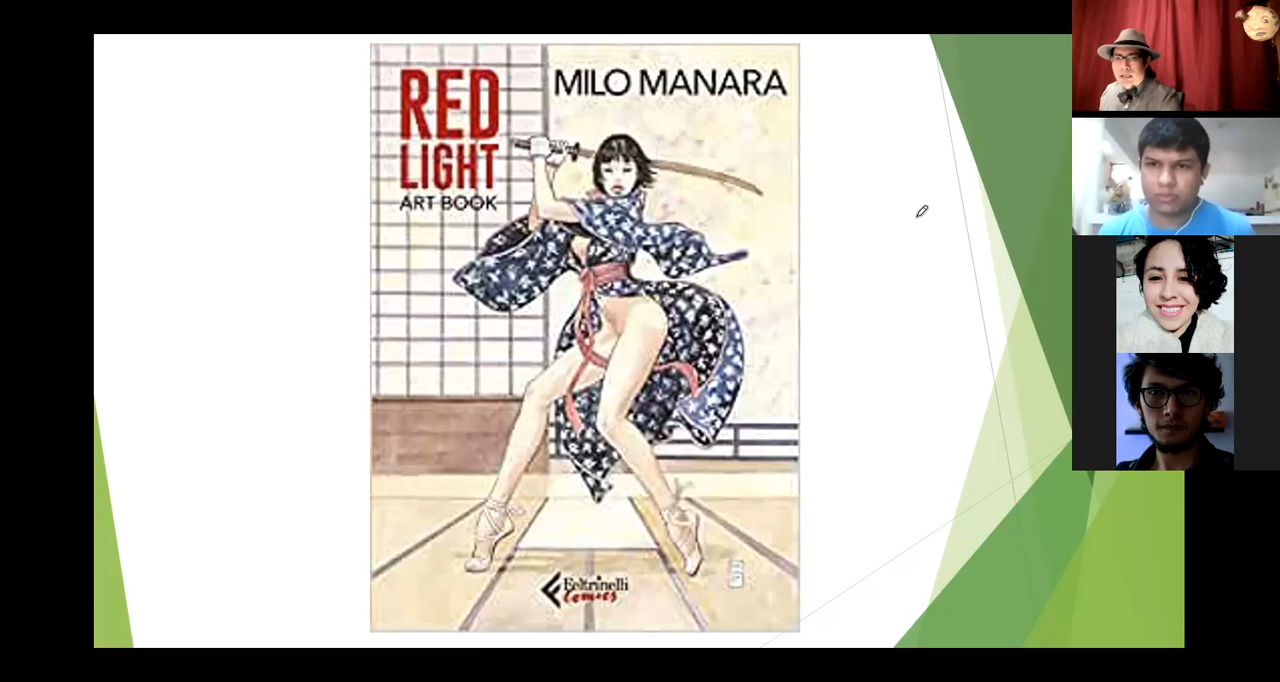 RED
LIGHT
ART BOOK
MILO MANARA
Feltrinelli
Comics